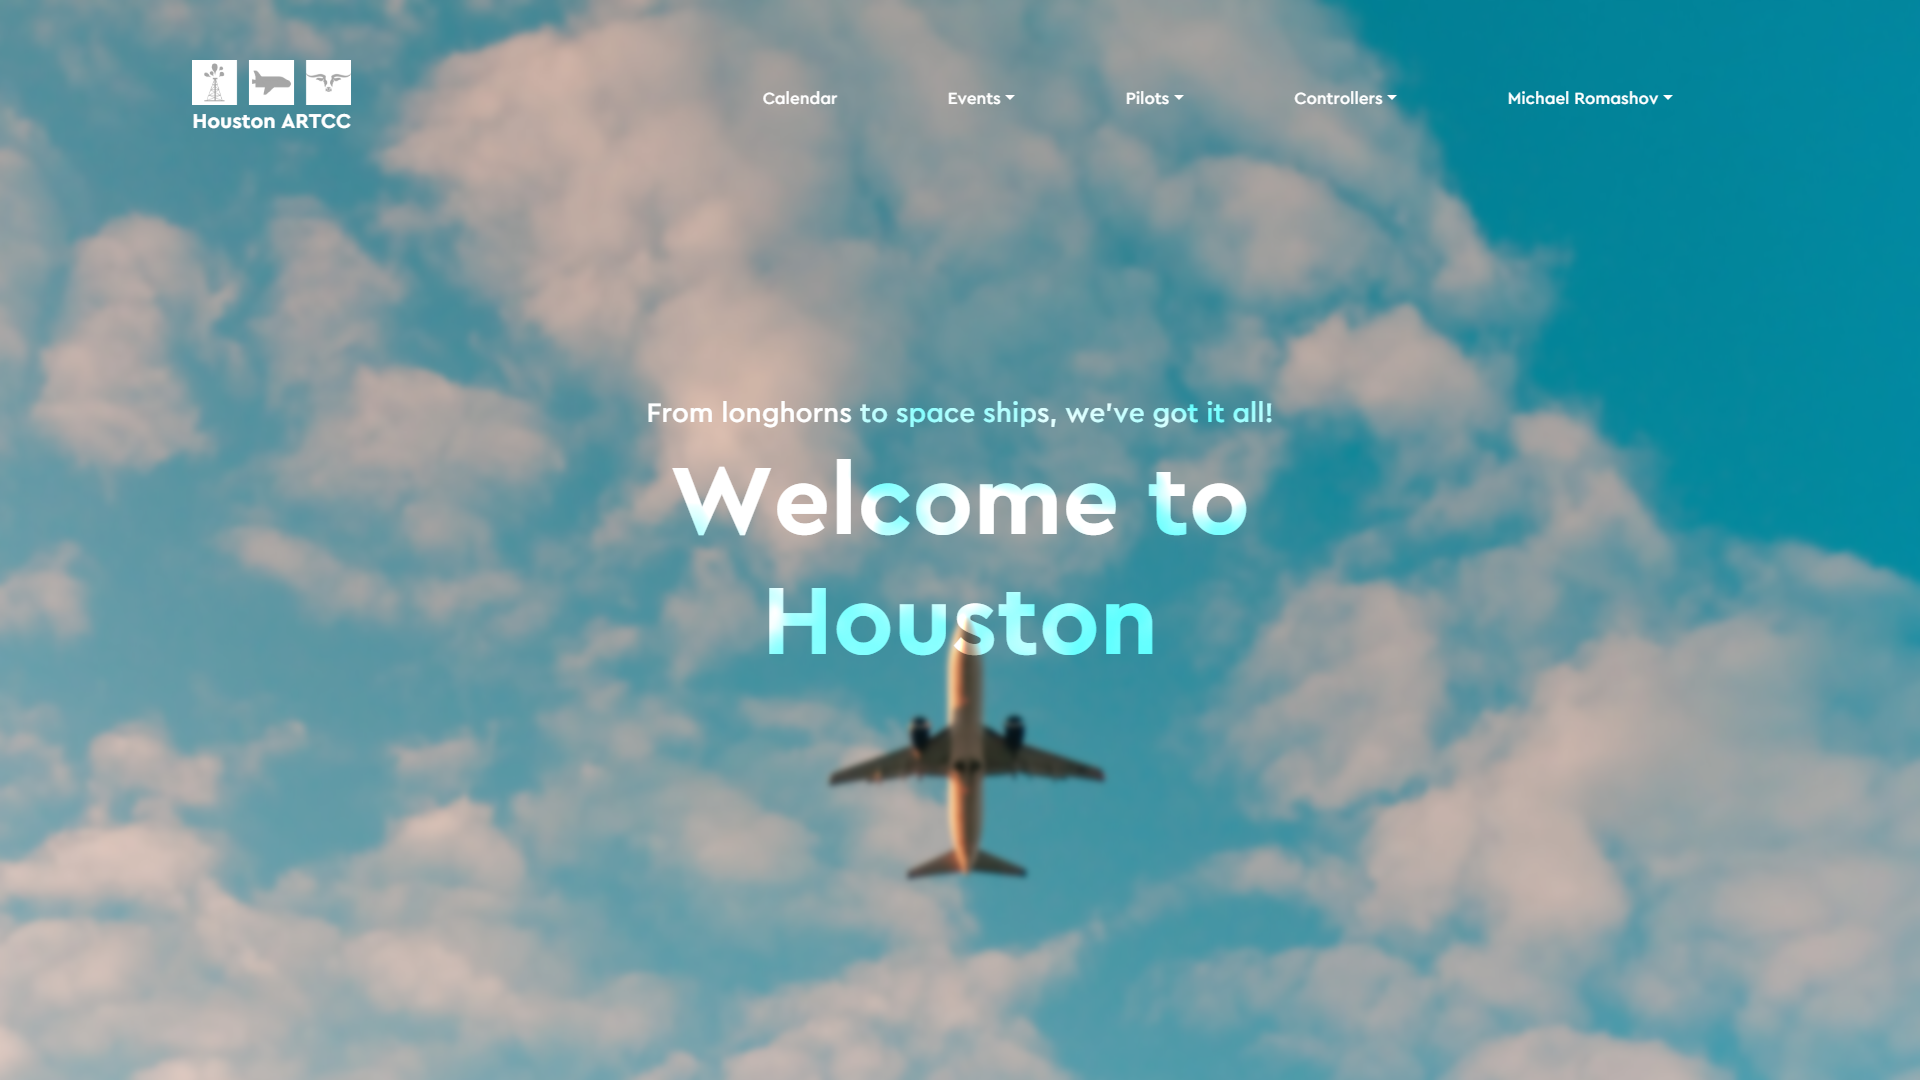 Houston ARTCC
Calendar
Events
Pilots
Controllers
Michael Romashov
From longhorns to space ships, we've got it all!
Welcome to
Houston